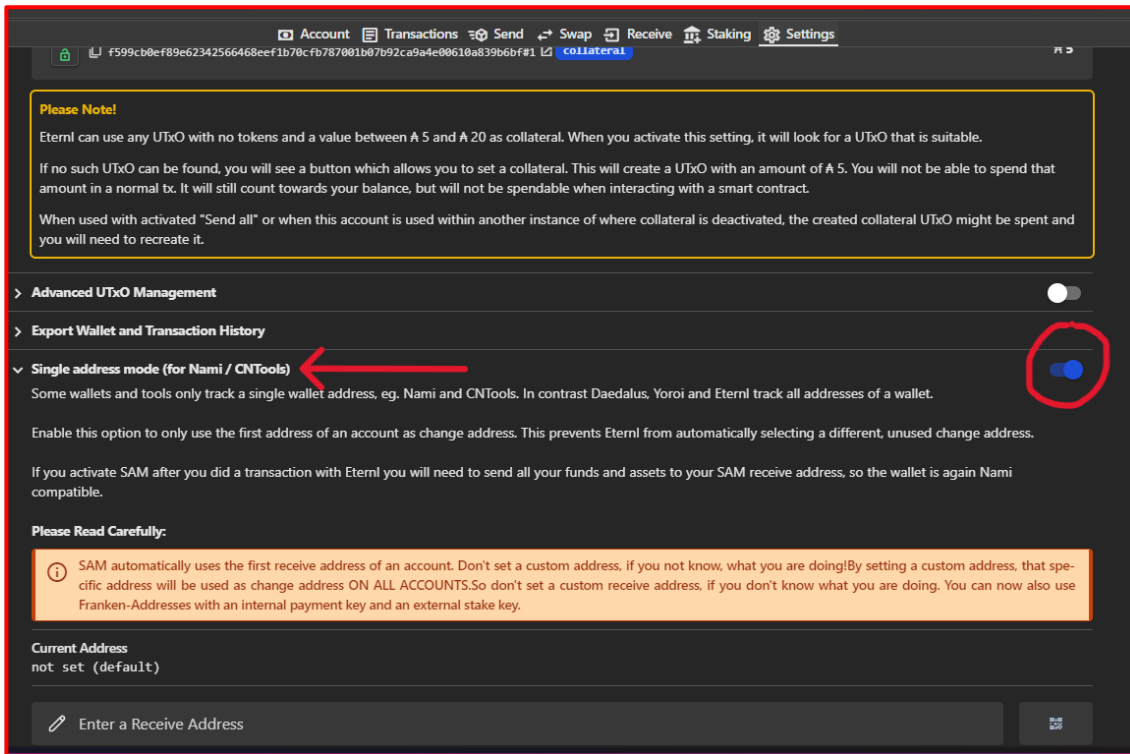 Account Transactions Send Swap Receive Staking Settings
f599cb0ef89e62342566468eef1b70cfb787001b07b92ca9a4e00610a839b6bf#1 collateral ₳ 5
Please Note!
Eternl can use any UTxO with no tokens and a value between ₳ 5 and ₳ 20 as collateral. When you activate this setting, it will look for a UTxO that is suitable.
If no such UTxO can be found, you will see a button which allows you to set a collateral. This will create a UTxO with an amount of ₳ 5. You will not be able to spend that
amount in a normal tx. It will still count towards your balance, but will not be spendable when interacting with a smart contract.
When used with activated "Send all" or when this account is used within another instance of where collateral is deactivated, the created collateral UTxO might be spent and
you will need to recreate it.
Advanced UTxO Management
Export Wallet and Transaction History
Single address mode (for Nami / CNTools)
Some wallets and tools only track a single wallet address, eg. Nami and CNTools. In contrast Daedalus, Yoroi and Eternl track all addresses of a wallet.
Enable this option to only use the first address of an account as change address. This prevents Eternl from automatically selecting a different, unused change address.
If you activate SAM after you did a transaction with Eternl you will need to send all your funds and assets to your SAM receive address, so the wallet is again Nami
compatible.
Please Read Carefully:
SAM automatically uses the first receive address of an account. Don't set a custom address, if you not know, what you are doing!By setting a custom address, that spe-
cific address will be used as change address ON ALL ACCOUNTS.So don't set a custom receive address, if you don't know what you are doing. You can now also use
Franken-Addresses with an internal payment key and an external stake key.
Current Address
not set (default)
Enter a Receive Address